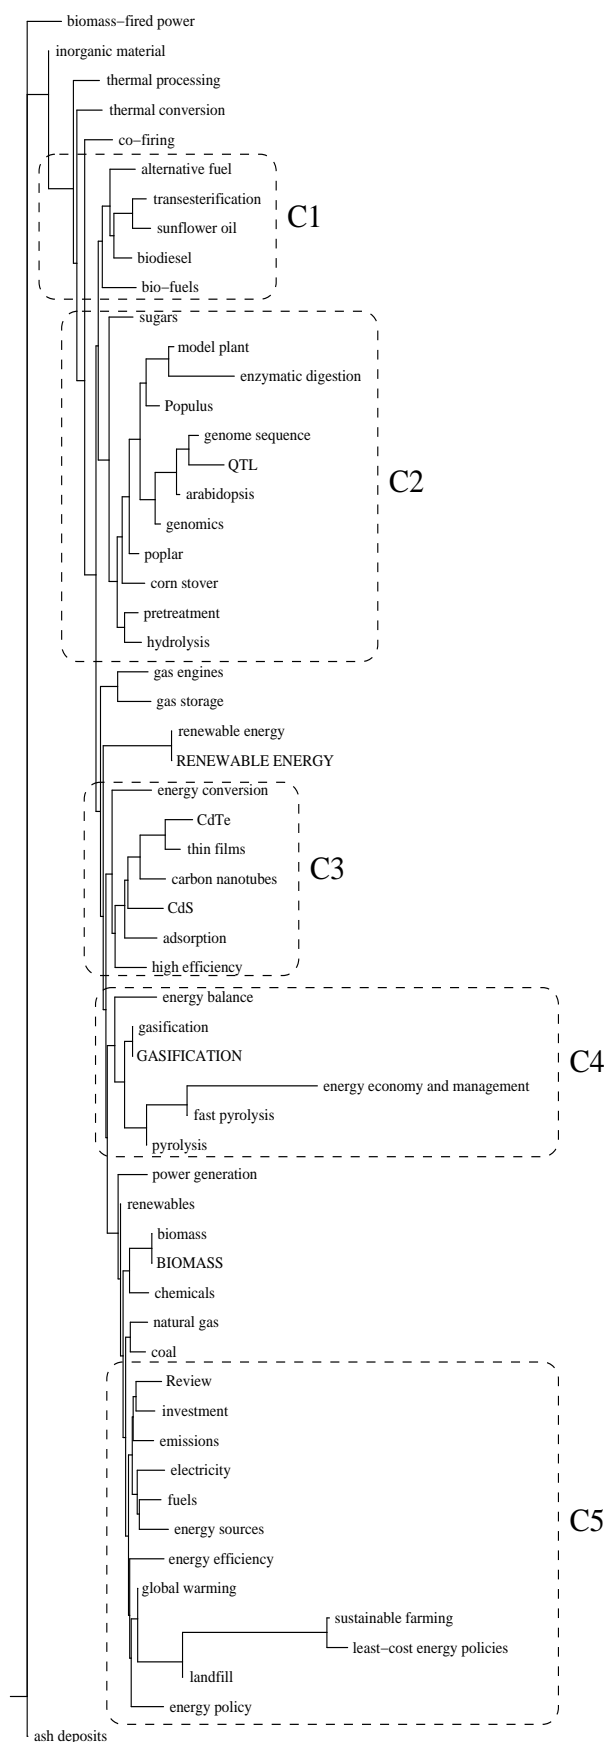 biomass−fired power
inorganic material
thermal processing
thermal conversion
co−firing
alternative fuel
transesterification
sunflower oil
biodiesel
bio−fuels
C1
sugars
model plant
enzymatic digestion
Populus
genome sequence
QTL
arabidopsis
genomics
poplar
corn stover
pretreatment
hydrolysis
C2
gas engines
gas storage
renewable energy
RENEWABLE ENERGY
energy conversion
CdTe
thin films
carbon nanotubes
CdS
adsorption
high efficiency
C3
energy balance
gasification
GASIFICATION
energy economy and management
fast pyrolysis
pyrolysis
C4
power generation
renewables
biomass
BIOMASS
chemicals
natural gas
coal
Review
investment
emissions
electricity
fuels
energy sources
energy efficiency
global warming
sustainable farming
least−cost energy policies
landfill
energy policy
C5
ash deposits